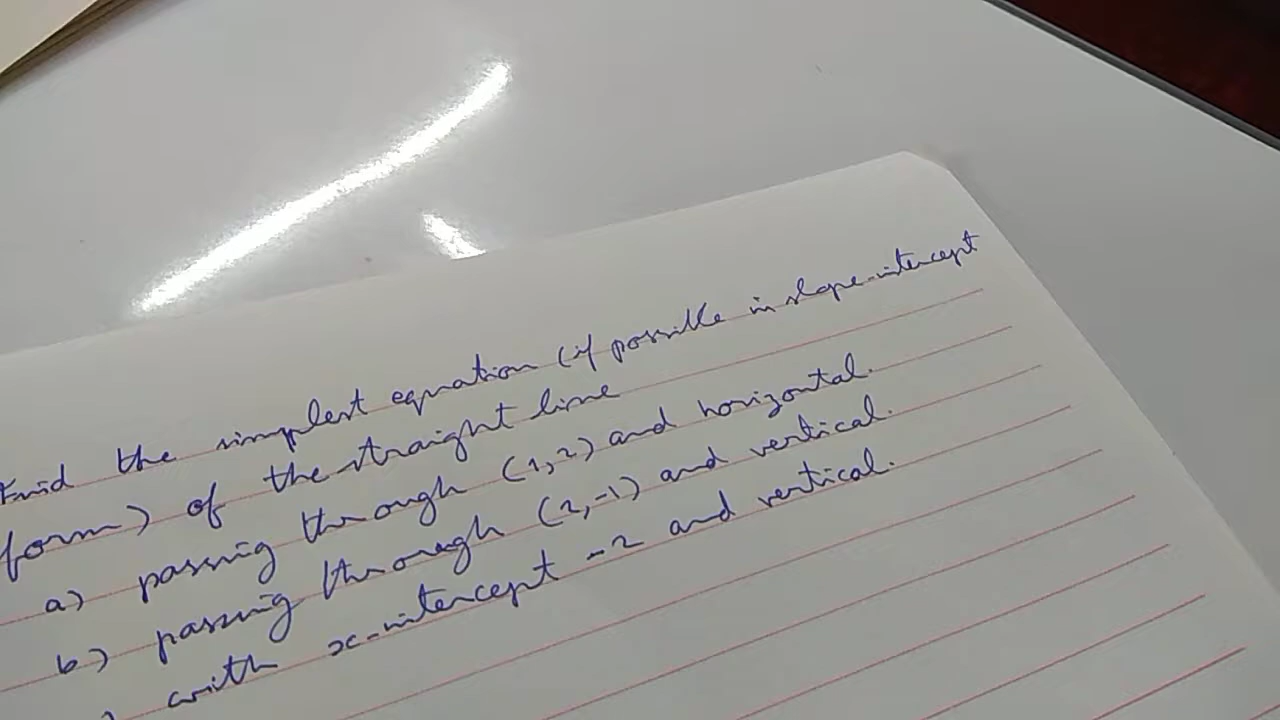 Find the simplest equation (if possible in slope-intercept
form) of the straight line
a) passing through (1,2) and horizontal.
b) passing through (2,-1) and vertical.
) with x-intercept -2 and vertical.